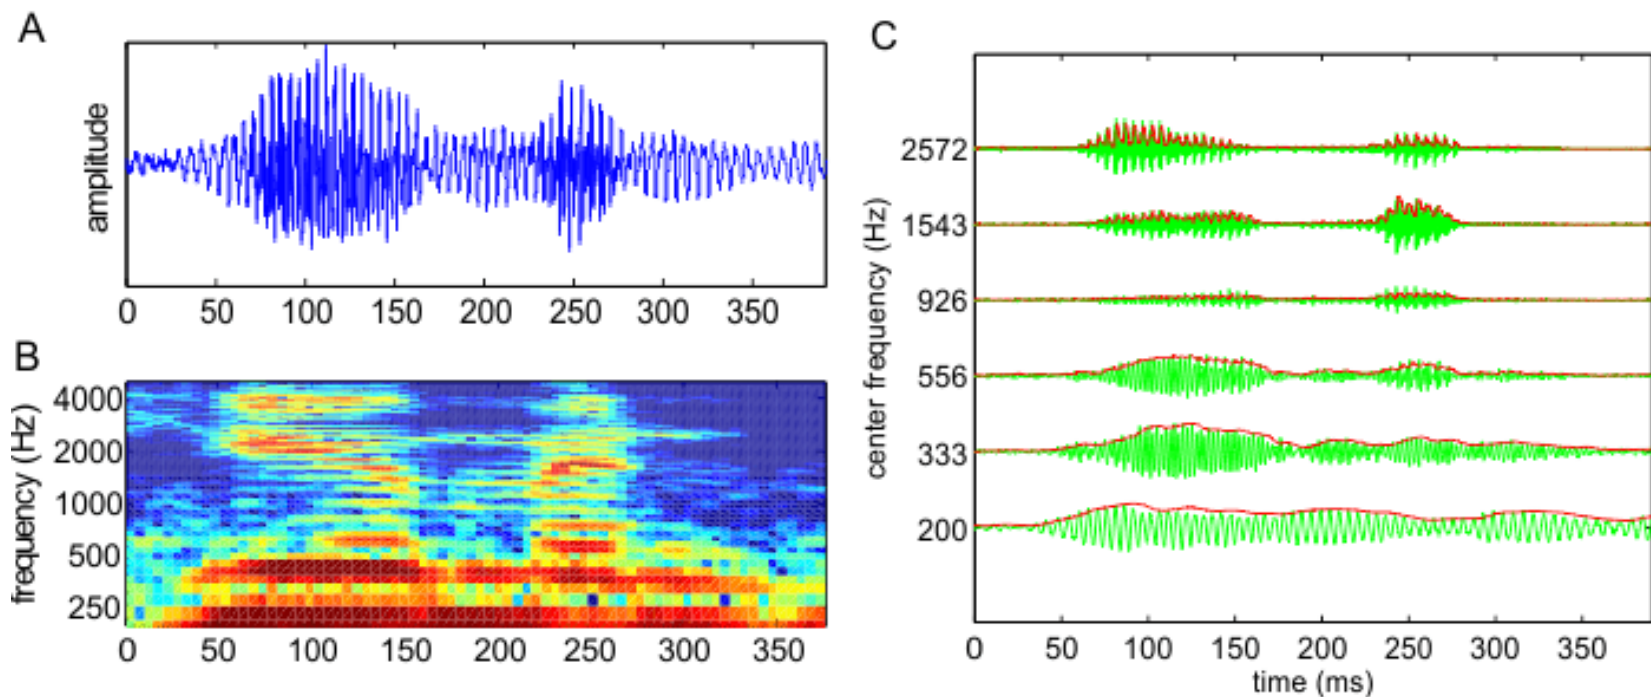 A
amplitude
0 50 100 150 200 250 300 350
B
frequency (Hz)
4000
2000
1000
500
250
0 50 100 150 200 250 300 350
C
center frequency (Hz)
2572
1543
926
556
333
200
0 50 100 150 200 250 300 350
time (ms)